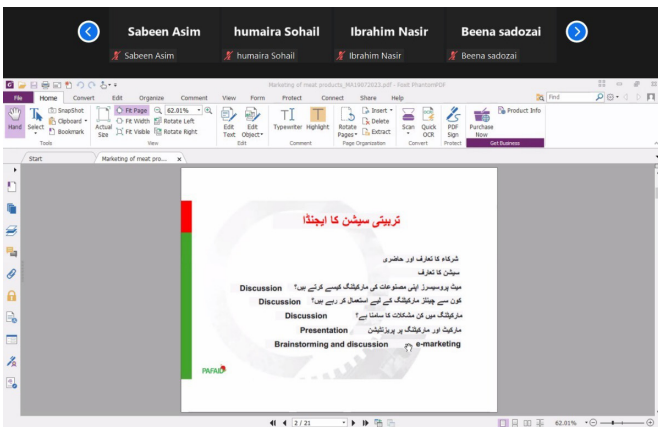 Sabeen Asim
humaira Sohail
Ibrahim Nasir
Beena sadozai
Sabeen Asim
humaira Sohail
Ibrahim Nasir
Beena sadozai
Marketing of meat products_MA18072023.pdf - Foxit PhantomPDF
File Home Convert Edit Organize Comment View Form Protect Connect Share Help
Find
Hand
Select
SnapShot
Clipboard
Bookmark
Actual Size
Fit Page
Fit Width
Fit Visible
62.01%
Rotate Left
Rotate Right
Edit Text
Edit Object
Typewriter
Highlight
Rotate Pages
Insert
Delete
Extract
Scan
Quick OCR
PDF Sign
Purchase Now
Product Info
Tools View Edit Comment Page Organization Convert Protect Get Business
Start
Marketing of meat pro...
تربیتی سیشن کا ایجنڈا
شرکاء کا تعارف اور حاضری
سیشن کا تعارف
میٹ پروسیسرز اپنی مصنوعات کی مارکیٹنگ کیسے کرتے ہیں؟ Discussion
کون سے چینلز مارکیٹنگ کے لیے استعمال کر رہے ہیں؟ Discussion
مارکیٹنگ میں کن مشکلات کا سامنا ہے؟ Discussion
مارکیٹ اور مارکیٹنگ پر پریزنٹیشن Presentation
e-marketing Brainstorming and discussion
PAFAID
2 / 21
62.01%